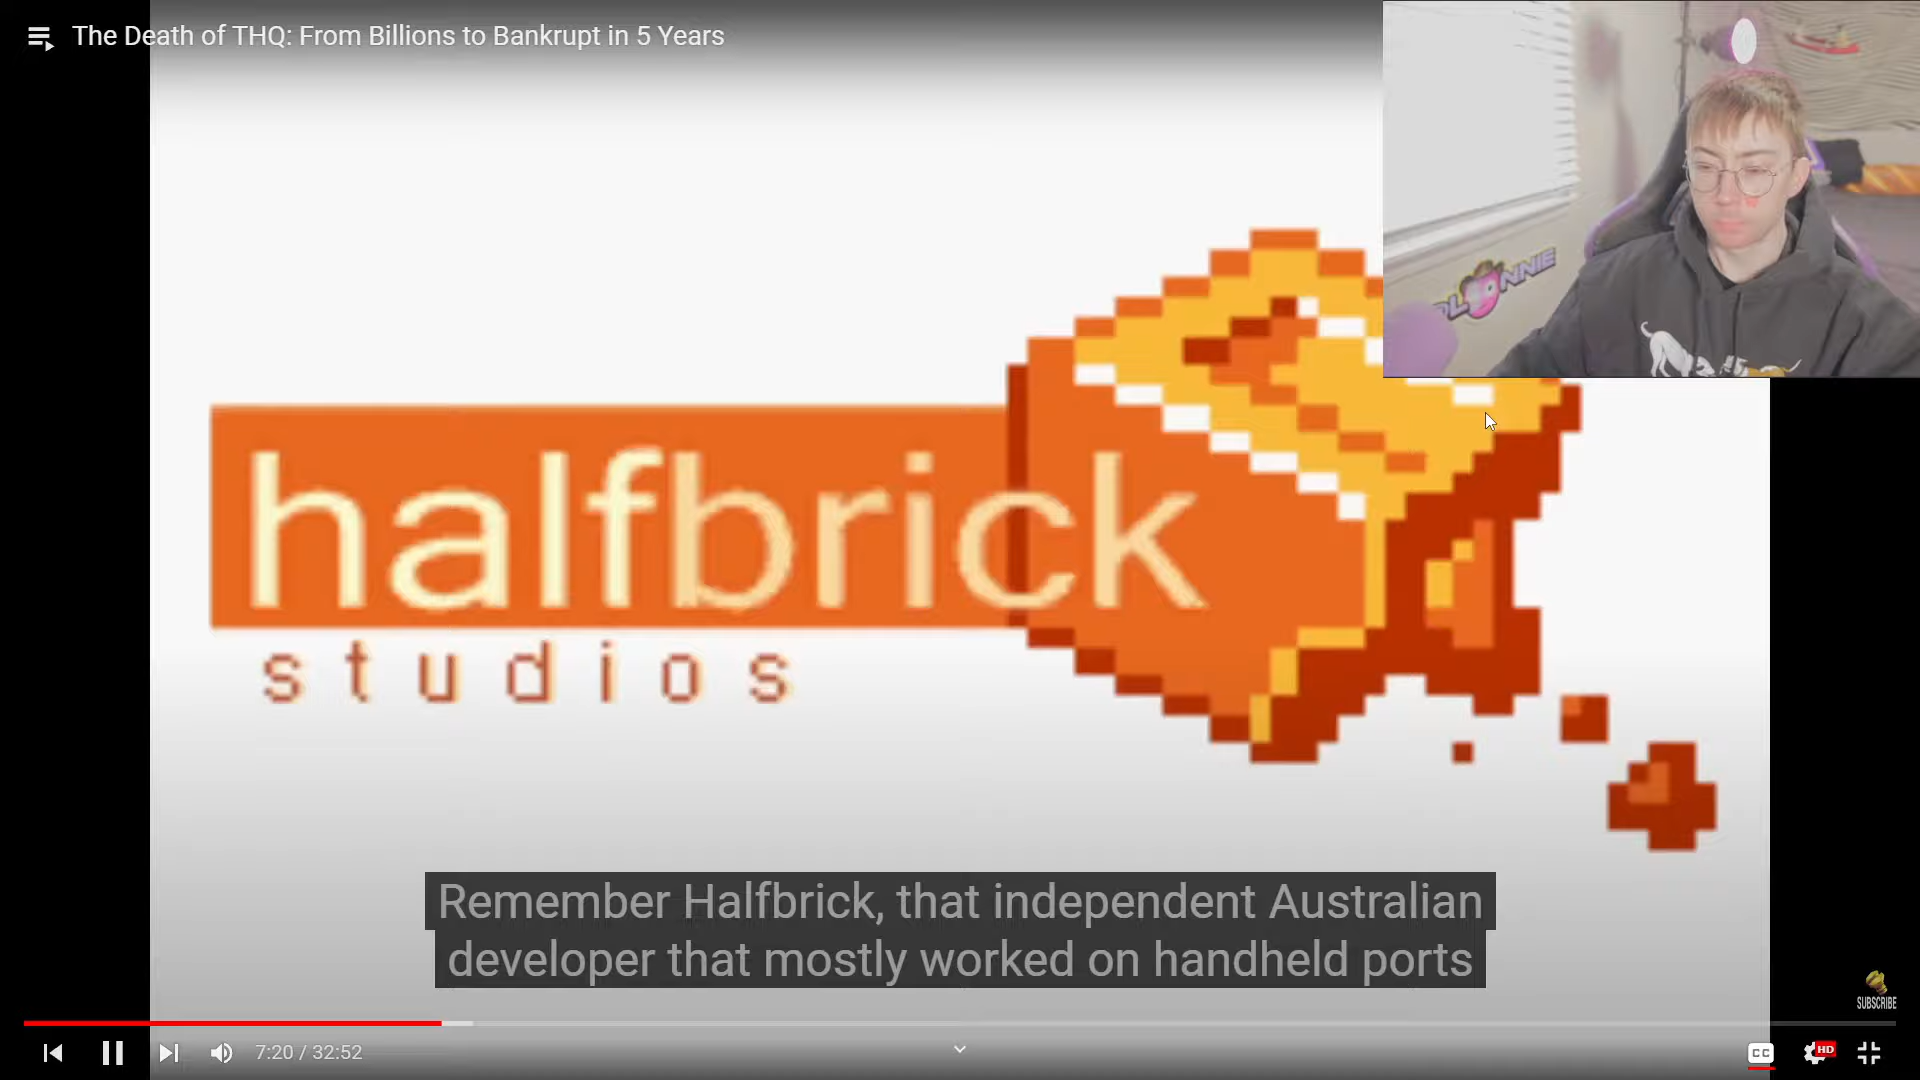 The Death of THQ: From Billions to Bankrupt in 5 Years
halfbrick
studios
Remember Halfbrick, that independent Australian
developer that mostly worked on handheld ports
SUBSCRIBE
7:20 / 32:52
CC
HD